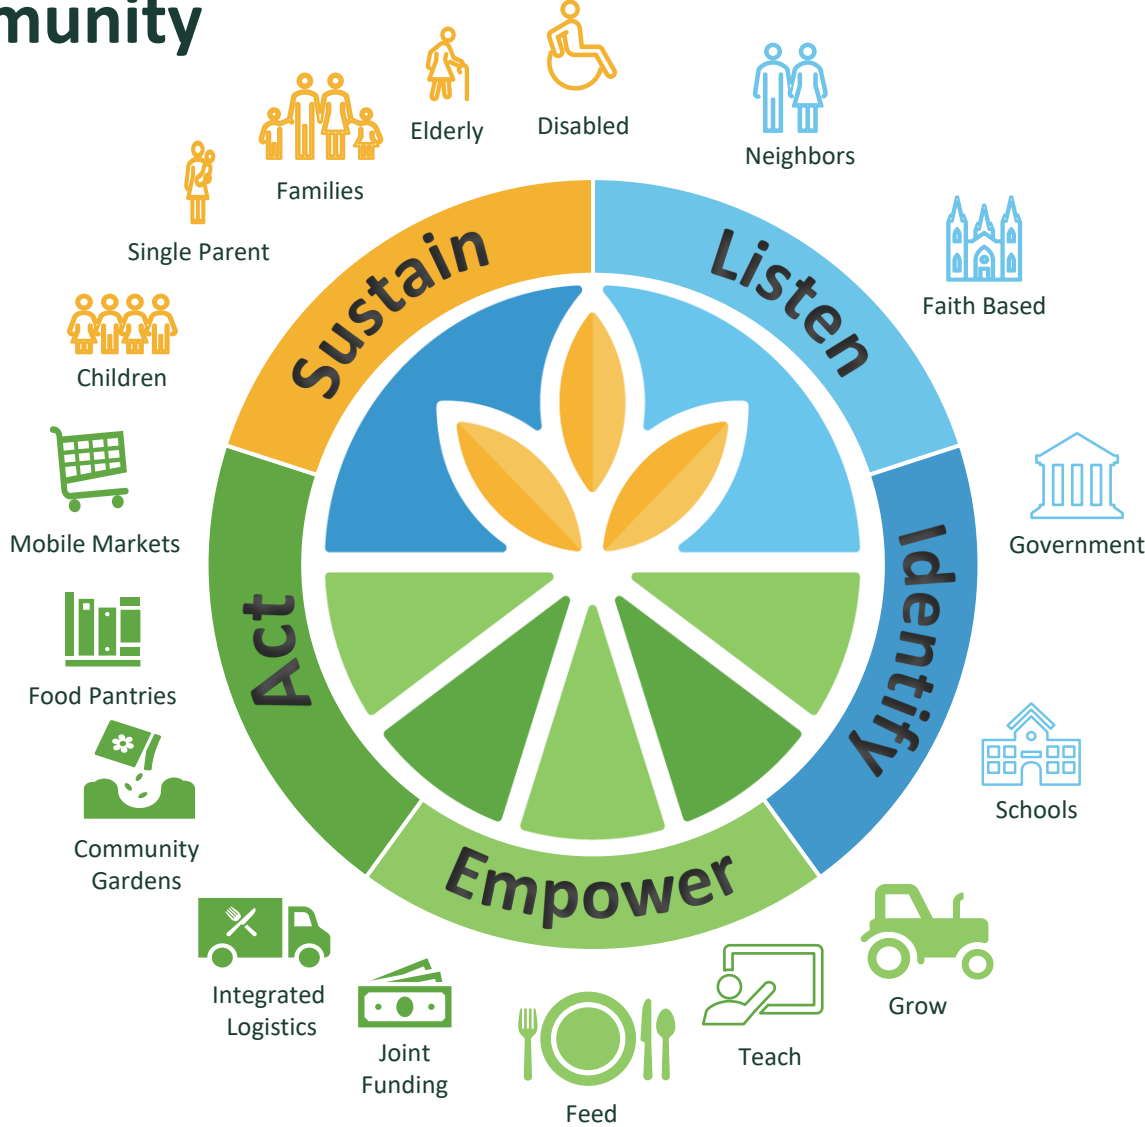 munity
Disabled
Elderly
Neighbors
Families
Single Parent
Faith Based
Children
Mobile Markets
Government
Food Pantries
Schools
Community
Gardens
Integrated
Logistics
Joint
Funding
Feed
Teach
Grow
Sustain
Listen
Identify
Empower
Act